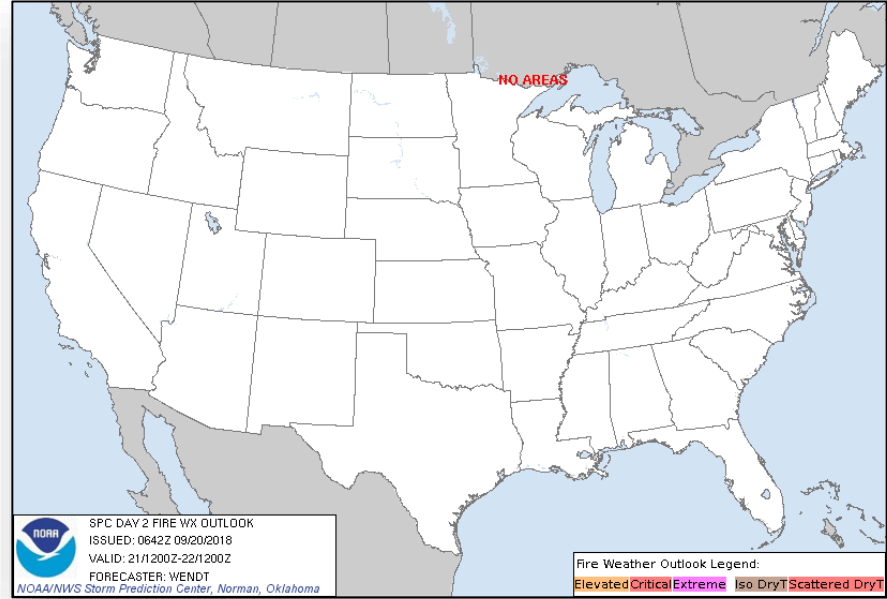 NO AREAS
NOAA
SPC DAY 2 FIRE WX OUTLOOK
ISSUED: 0642Z 09/20/2018
VALID: 21/1200Z-22/1200Z
FORECASTER: WENDT
NOAA/NWS Storm Prediction Center, Norman, Oklahoma
Fire Weather Outlook Legend:
Elevated Critical Extreme Iso DryT Scattered DryT